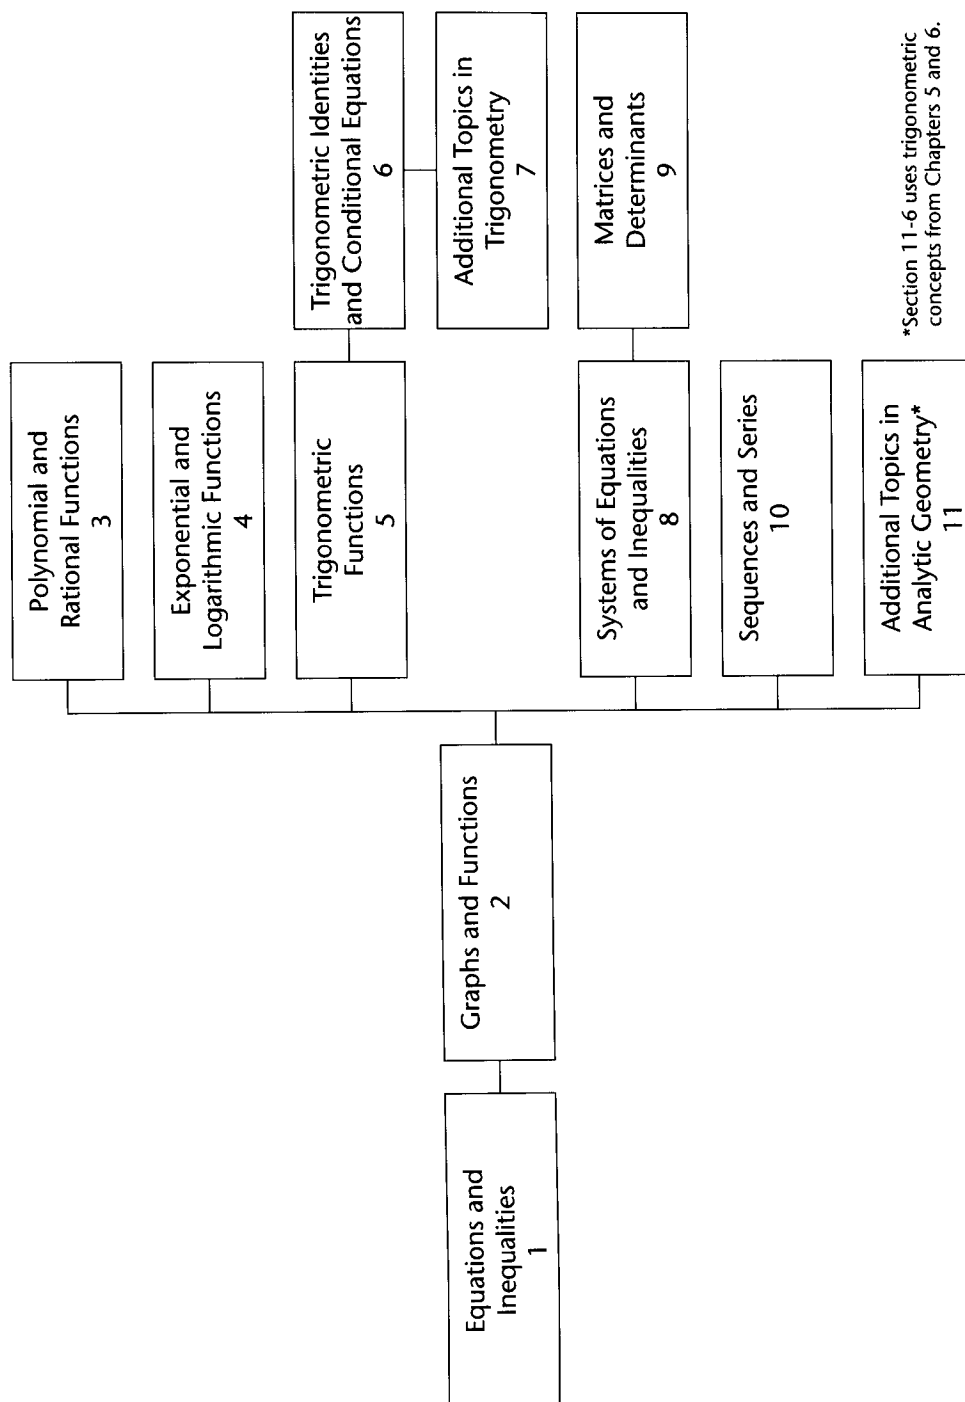 Equations and
Inequalities
1
Graphs and Functions
2
Polynomial and
Rational Functions
3
Exponential and
Logarithmic Functions
4
Trigonometric
Functions
5
Trigonometric Identities
and Conditional Equations
6
Additional Topics in
Trigonometry
7
Systems of Equations
and Inequalities
8
Matrices and
Determinants
9
Sequences and Series
10
Additional Topics in
Analytic Geometry*
11
*Section 11-6 uses trigonometric
concepts from Chapters 5 and 6.